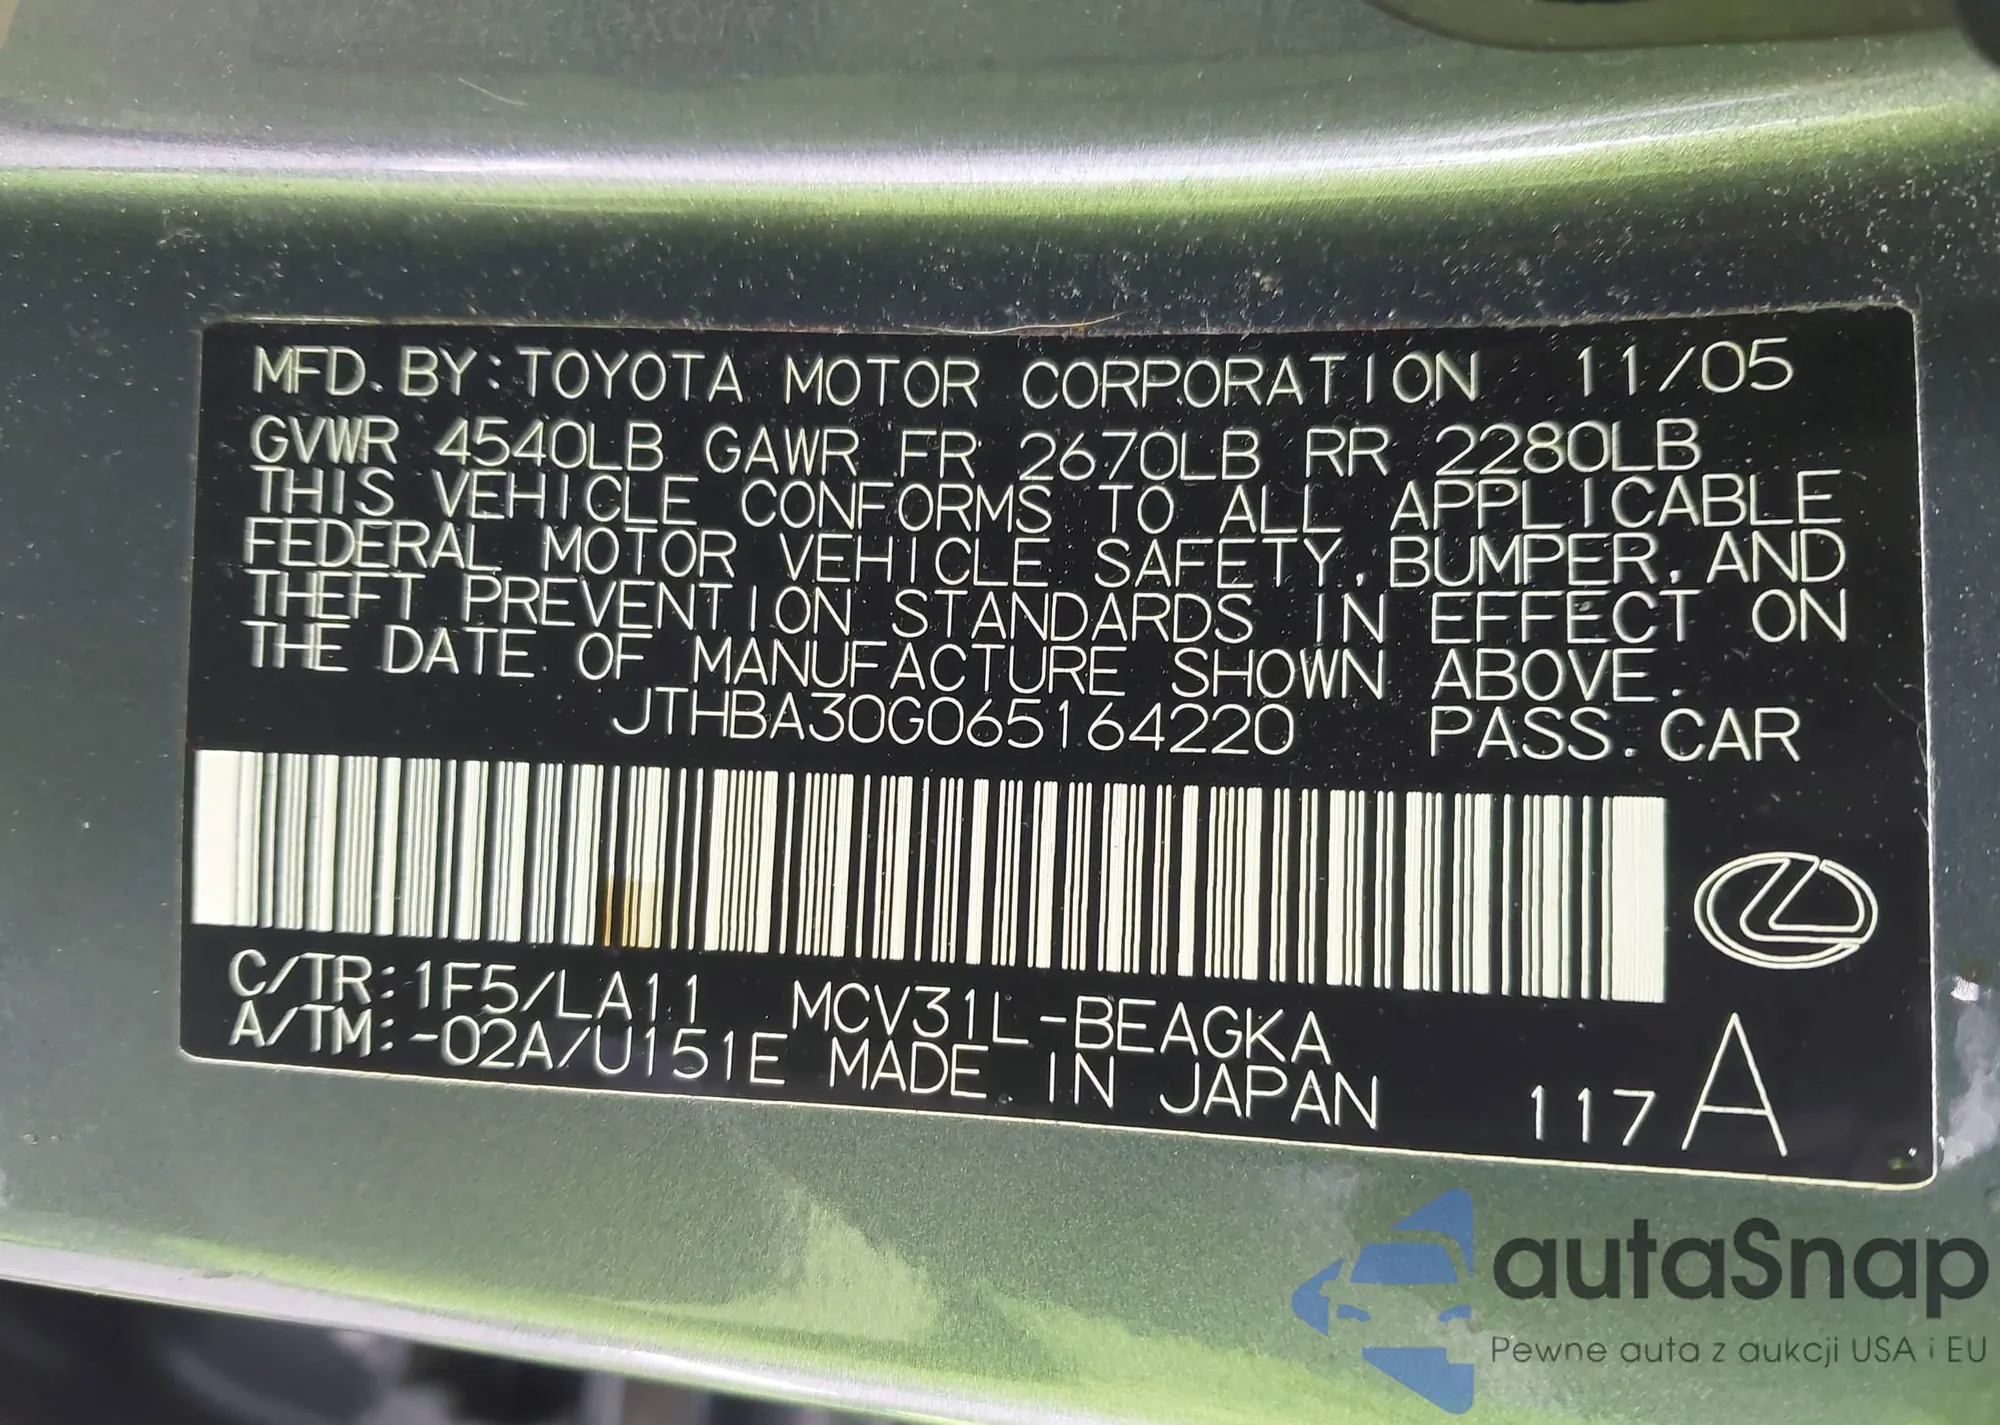 MFD. BY: TOYOTA MOTOR CORPORATION 11/05
GVWR 4540LB GAWR FR 2670LB RR 2280LB
THIS VEHICLE CONFORMS TO ALL APPLICABLE
FEDERAL MOTOR VEHICLE SAFETY, BUMPER, AND
THEFT PREVENTION STANDARDS IN EFFECT ON
THE DATE OF MANUFACTURE SHOWN ABOVE.
JTHBA30G065164220 PASS. CAR
C/TR: 1F5/LA11 MCV31L-BEAGKA
A/TM: -02A/U151E MADE IN JAPAN 117 A
autaSnap
Pewne auta z aukcji USA i EU